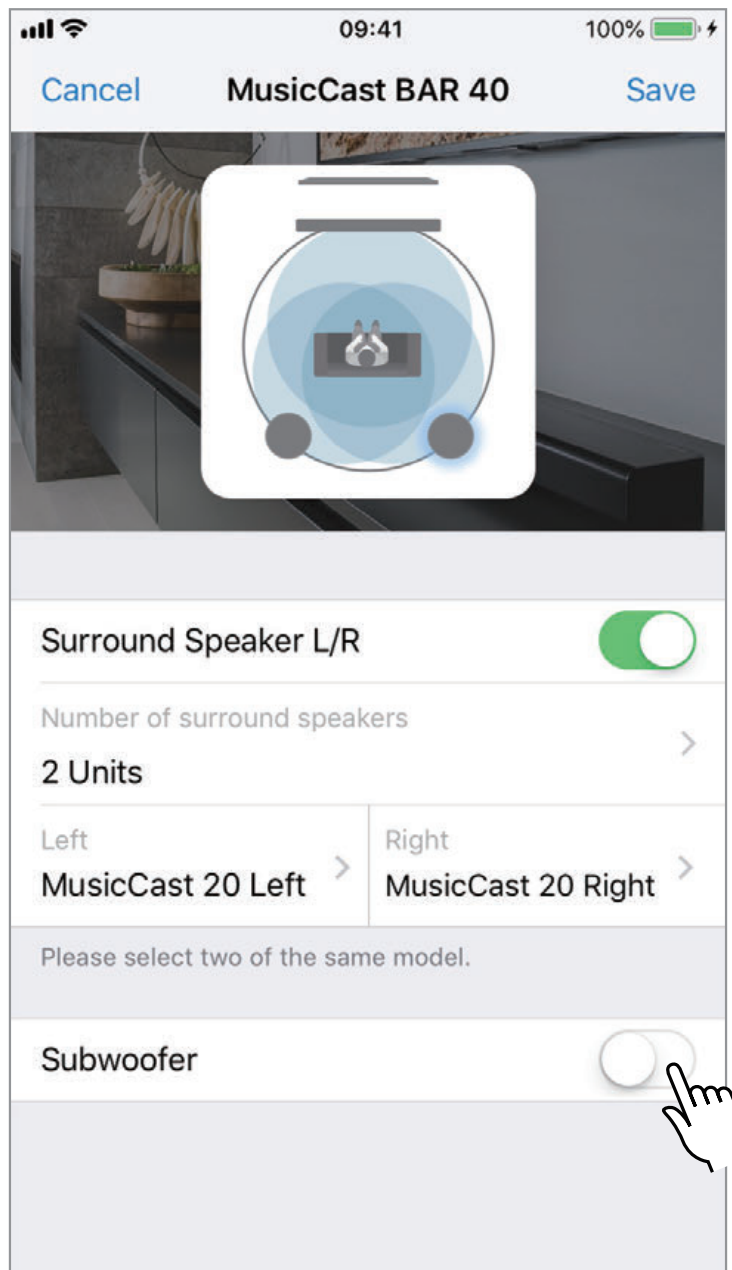 09:41 100%
Cancel MusicCast BAR 40 Save
Surround Speaker L/R
Number of surround speakers
2 Units
Left Right
MusicCast 20 Left MusicCast 20 Right
Please select two of the same model.
Subwoofer